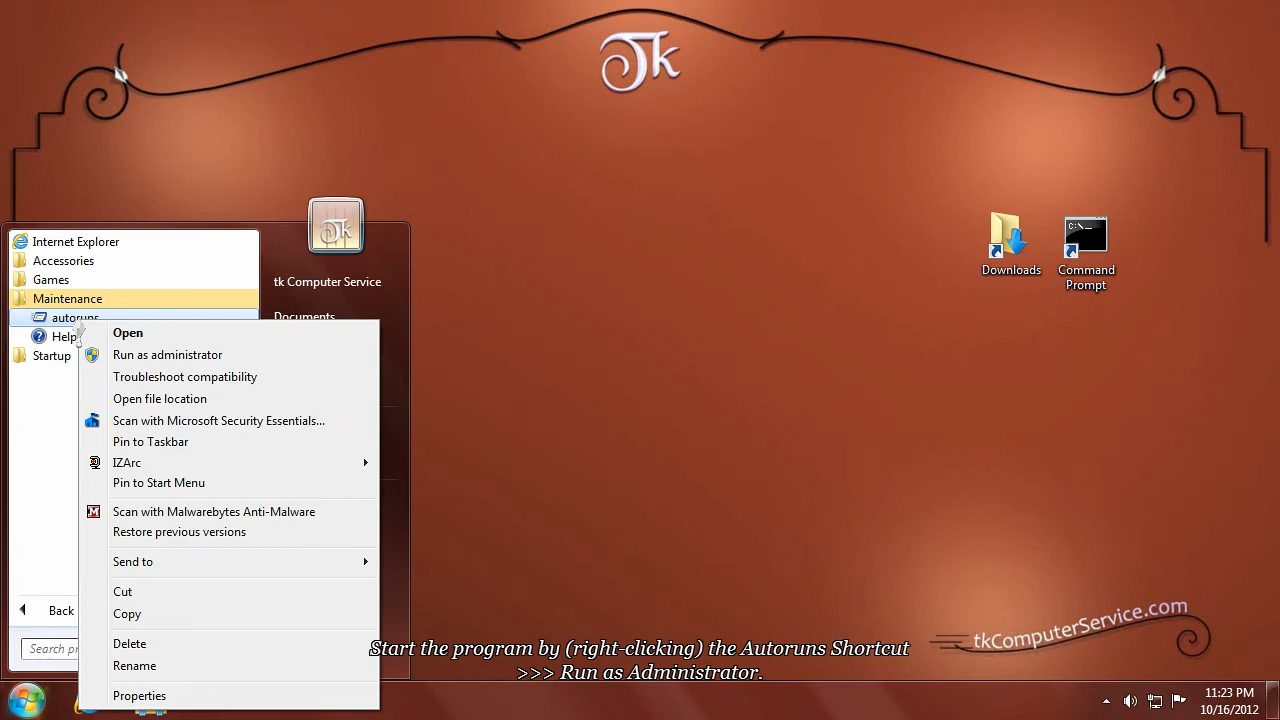 Tk
Internet Explorer
Accessories
Games
Maintenance
autoruns
Help
Startup
Back
Search pr
Tk
tk Computer Service
Documents
Open
Run as administrator
Troubleshoot compatibility
Open file location
Scan with Microsoft Security Essentials...
Pin to Taskbar
IZArc
Pin to Start Menu
Scan with Malwarebytes Anti-Malware
Restore previous versions
Send to
Cut
Copy
Delete
Rename
Properties
Downloads
C:\_
Command
Prompt
tkComputerService.com
Start the program by (right-clicking) the Autoruns Shortcut
>>> Run as Administrator.
11:23 PM
10/16/2012